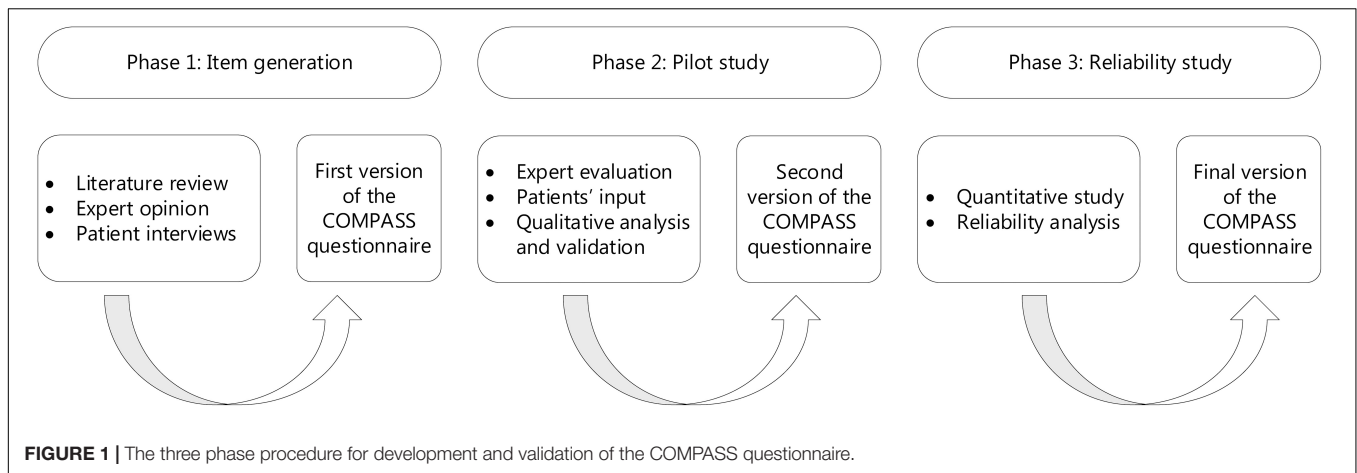 Phase 1: Item generation
Phase 2: Pilot study
Phase 3: Reliability study
• Literature review
• Expert opinion
• Patient interviews
First version
of the
COMPASS
questionnaire
• Expert evaluation
• Patients’ input
• Qualitative analysis
and validation
Second
version of the
COMPASS
questionnaire
• Quantitative study
• Reliability analysis
Final version
of the
COMPASS
questionnaire
FIGURE 1 | The three phase procedure for development and validation of the COMPASS questionnaire.